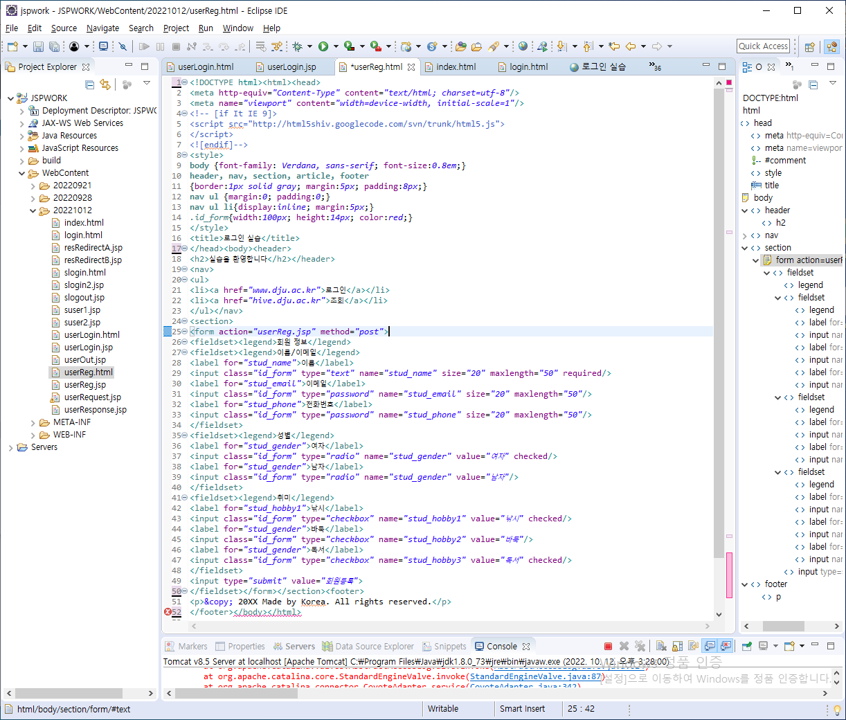 jspwork - JSPWORK/WebContent/20221012/userReg.html - Eclipse IDE
File Edit Source Navigate Search Project Run Window Help
Quick Access
Project Explorer
userLogin.html userLogin.jsp *userReg.html index.html login.html 로그인 실습 »36
O »1
JSPWORK
Deployment Descriptor: JSPWC
JAX-WS Web Services
Java Resources
JavaScript Resources
build
WebContent
20220921
20220928
20221012
index.html
login.html
resRedirectA.jsp
resRedirectB.jsp
slogin.html
slogin2.jsp
slogout.jsp
suser1.jsp
suser2.jsp
userLogin.html
userLogin.jsp
userOut.jsp
userReg.html
userReg.jsp
userRequest.jsp
userResponse.jsp
META-INF
WEB-INF
Servers
1 <!DOCTYPE html><html><head>
2 <meta http-equiv="Content-Type" content="text/html; charset=utf-8"/>
3 <meta name="viewport" content="width=device-width, initial-scale=1"/>
4 <!-- [if It IE 9]>
5 <script src="http://html5shiv.googlecode.com/svn/trunk/html5.js">
6 </script>
7 <![endif]-->
8 <style>
9 body {font-family: Verdana, sans-serif; font-size:0.8em;}
10 header, nav, section, article, footer
11 {border:1px solid gray; margin:5px; padding:8px;}
12 nav ul {margin:0; padding:0;}
13 nav ul li{display:inline; margin:5px;}
14 .id_form{width:100px; height:14px; color:red;}
15 </style>
16 <title>로그인 실습</title>
17 </head><body><header>
18 <h2>실습을 환영합니다</h2></header>
19 <nav>
20 <ul>
21 <li><a href="www.dju.ac.kr">로그인</a></li>
22 <li><a href="hive.dju.ac.kr">조회</a></li>
23 </ul></nav>
24 <section>
25 <form action="userReg.jsp" method="post">
26 <fieldset><legend>회원 정보</legend>
27 <fieldset><legend>이름/이메일</legend>
28 <label for="stud_name">이름</label>
29 <input class="id_form" type="text" name="stud_name" size="20" maxlength="50" required/>
30 <label for="stud_email">이메일</label>
31 <input class="id_form" type="password" name="stud_email" size="20" maxlength="50"/>
32 <label for="stud_phone">전화번호</label>
33 <input class="id_form" type="password" name="stud_phone" size="20" maxlength="50"/>
34 </fieldset>
35 <fieldset><legend>성별</legend>
36 <label for="stud_gender">여자</label>
37 <input class="id_form" type="radio" name="stud_gender" value="여자" checked/>
38 <label for="stud_gender">남자</label>
39 <input class="id_form" type="radio" name="stud_gender" value="남자"/>
40 </fieldset>
41 <fieldset><legend>취미</legend>
42 <label for="stud_hobby1">낚시</label>
43 <input class="id_form" type="checkbox" name="stud_hobby1" value="낚시" checked/>
44 <label for="stud_gender">바둑</label>
45 <input class="id_form" type="checkbox" name="stud_hobby2" value="바둑"/>
46 <label for="stud_gender">독서</label>
47 <input class="id_form" type="checkbox" name="stud_hobby3" value="독서" checked/>
48 </fieldset>
49 <input type="submit" value="회원등록">
50 </fieldset></form></section><footer>
51 <p>&copy; 20XX Made by Korea. All rights reserved.</p>
52 </footer></body></html>
DOCTYPE:html
html
head
meta http-equiv=Con
meta name=viewpor
#comment
style
title
body
header
h2
nav
section
form action=userR
fieldset
legend
fieldset
legend
label for=
input nam
label for=
input nam
label for=
input nam
fieldset
legend
label for=
input nam
label for=
input nam
fieldset
legend
label for=
input nam
label for=
input nam
label for=
input nam
input type=
footer
p
Markers Properties Servers Data Source Explorer Snippets Console
Tomcat v8.5 Server at localhost [Apache Tomcat] C:\Program Files\Java\jdk1.8.0_73\jre\bin\javaw.exe (2022. 10. 12. 오후 3:28:00)
정품 인증
at org.apache.catalina.core.StandardEngineValve.invoke(StandardEngineValve.java:87)
[설정]으로 이동하여 Windows를 정품 인증합니다.
at org.apache.catalina.connector.CoyoteAdapter.service(CoyoteAdapter.java:342)
html/body/section/form/#text Writable Smart Insert 25 : 42